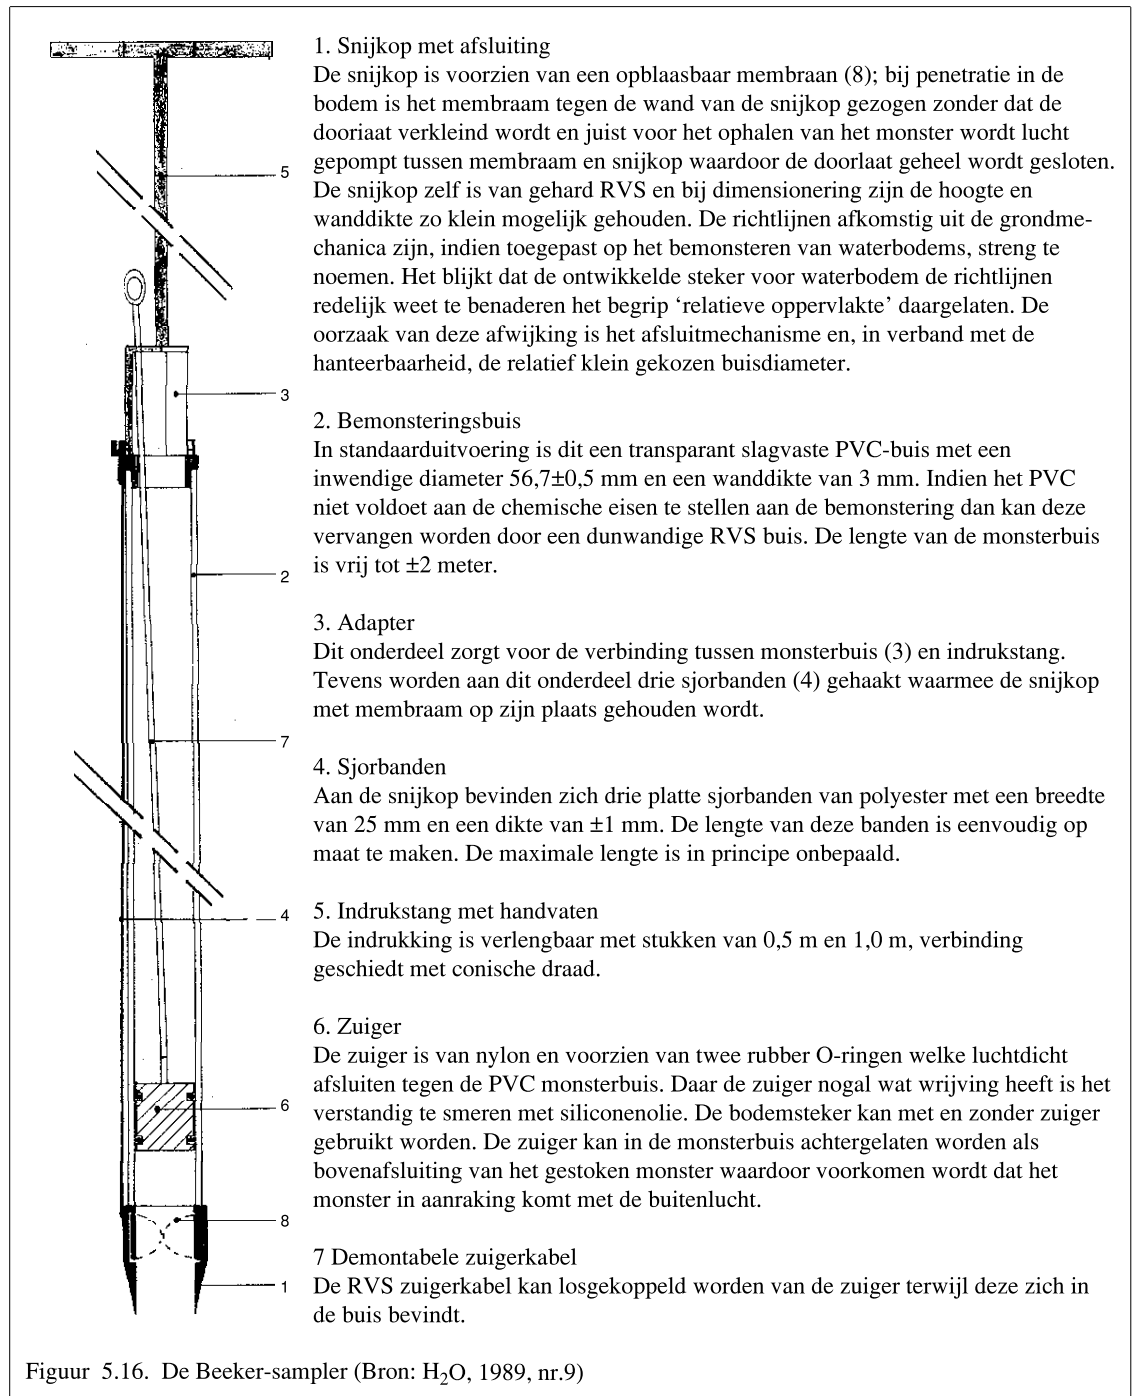 1. Snijkop met afsluiting
De snijkop is voorzien van een opblaasbaar membraan (8); bij penetratie in de
bodem is het membraam tegen de wand van de snijkop gezogen zonder dat de
dooriaat verkleind wordt en juist voor het ophalen van het monster wordt lucht
gepompt tussen membraam en snijkop waardoor de doorlaat geheel wordt gesloten.
De snijkop zelf is van gehard RVS en bij dimensionering zijn de hoogte en
wanddikte zo klein mogelijk gehouden. De richtlijnen afkomstig uit de grondme-
chanica zijn, indien toegepast op het bemonsteren van waterbodems, streng te
noemen. Het blijkt dat de ontwikkelde steker voor waterbodem de richtlijnen
redelijk weet te benaderen het begrip ‘relatieve oppervlakte’ daargelaten. De
oorzaak van deze afwijking is het afsluitmechanisme en, in verband met de
hanteerbaarheid, de relatief klein gekozen buisdiameter.
2. Bemonsteringsbuis
In standaarduitvoering is dit een transparant slagvaste PVC-buis met een
inwendige diameter 56,7±0,5 mm en een wanddikte van 3 mm. Indien het PVC
niet voldoet aan de chemische eisen te stellen aan de bemonstering dan kan deze
vervangen worden door een dunwandige RVS buis. De lengte van de monsterbuis
is vrij tot ±2 meter.
3. Adapter
Dit onderdeel zorgt voor de verbinding tussen monsterbuis (3) en indrukstang.
Tevens worden aan dit onderdeel drie sjorbanden (4) gehaakt waarmee de snijkop
met membraam op zijn plaats gehouden wordt.
4. Sjorbanden
Aan de snijkop bevinden zich drie platte sjorbanden van polyester met een breedte
van 25 mm en een dikte van ±1 mm. De lengte van deze banden is eenvoudig op
maat te maken. De maximale lengte is in principe onbepaald.
5. Indrukstang met handvaten
De indrukking is verlengbaar met stukken van 0,5 m en 1,0 m, verbinding
geschiedt met conische draad.
6. Zuiger
De zuiger is van nylon en voorzien van twee rubber O-ringen welke luchtdicht
afsluiten tegen de PVC monsterbuis. Daar de zuiger nogal wat wrijving heeft is het
verstandig te smeren met siliconenolie. De bodemsteker kan met en zonder zuiger
gebruikt worden. De zuiger kan in de monsterbuis achtergelaten worden als
bovenafsluiting van het gestoken monster waardoor voorkomen wordt dat het
monster in aanraking komt met de buitenlucht.
7 Demontabele zuigerkabel
De RVS zuigerkabel kan losgekoppeld worden van de zuiger terwijl deze zich in
de buis bevindt.
5
3
2
7
4
6
8
1
Figuur 5.16. De Beeker-sampler (Bron: H₂O, 1989, nr.9)